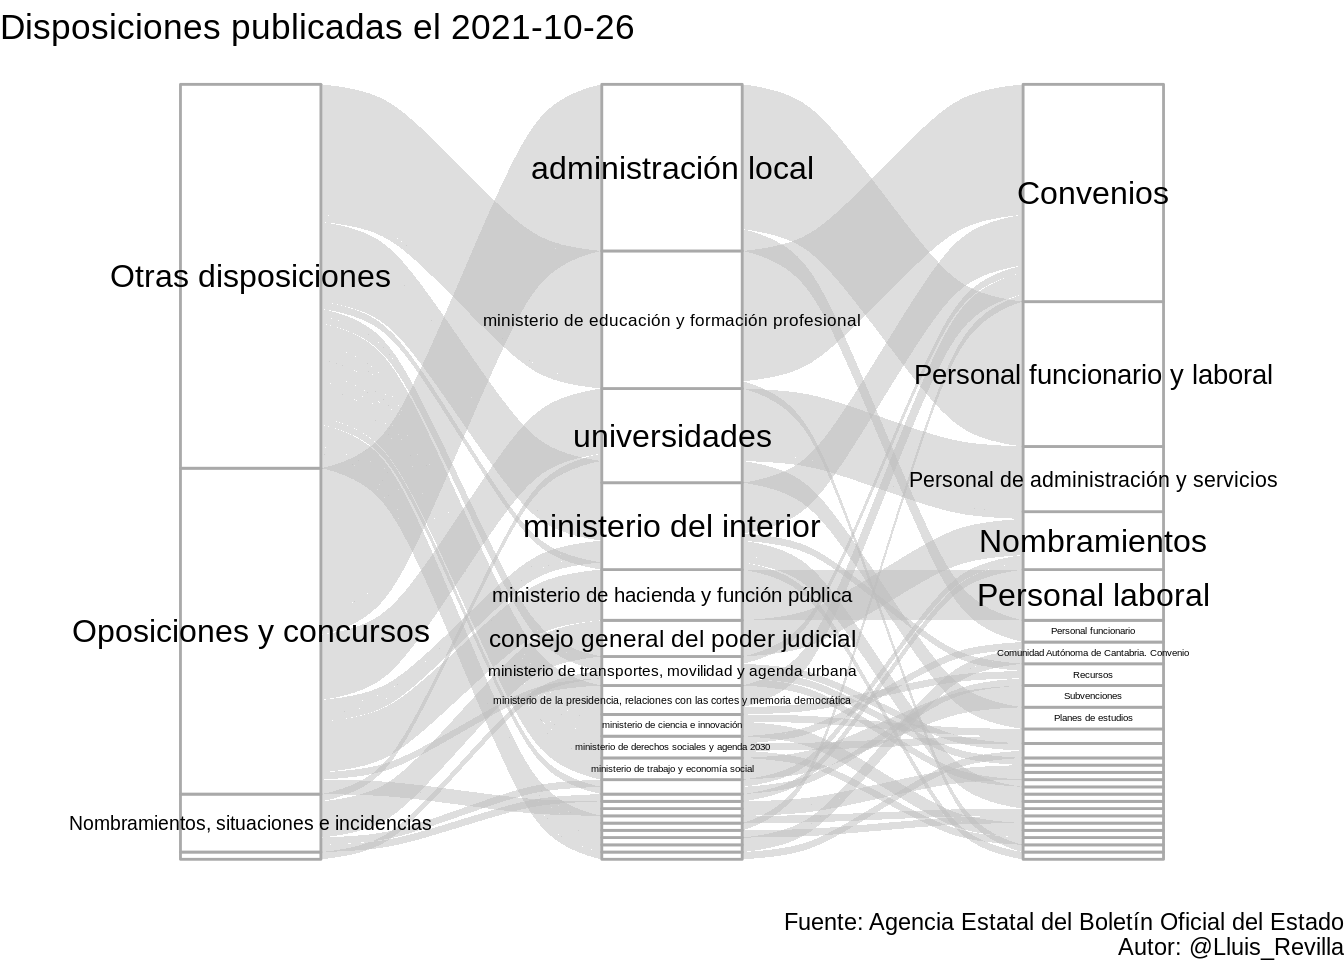 Disposiciones publicadas el 2021-10-26
Otras disposiciones
Oposiciones y concursos
Nombramientos, situaciones e incidencias
administración local
ministerio de educación y formación profesional
universidades
ministerio del interior
ministerio de hacienda y función pública
consejo general del poder judicial
ministerio de transportes, movilidad y agenda urbana
ministerio de la presidencia, relaciones con las cortes y memoria democrática
ministerio de ciencia e innovación
ministerio de derechos sociales y agenda 2030
ministerio de trabajo y economía social
Convenios
Personal funcionario y laboral
Personal de administración y servicios
Nombramientos
Personal laboral
Personal funcionario
Comunidad Autónoma de Cantabria. Convenio
Recursos
Subvenciones
Planes de estudios
Fuente: Agencia Estatal del Boletín Oficial del Estado
Autor: @Lluis_Revilla